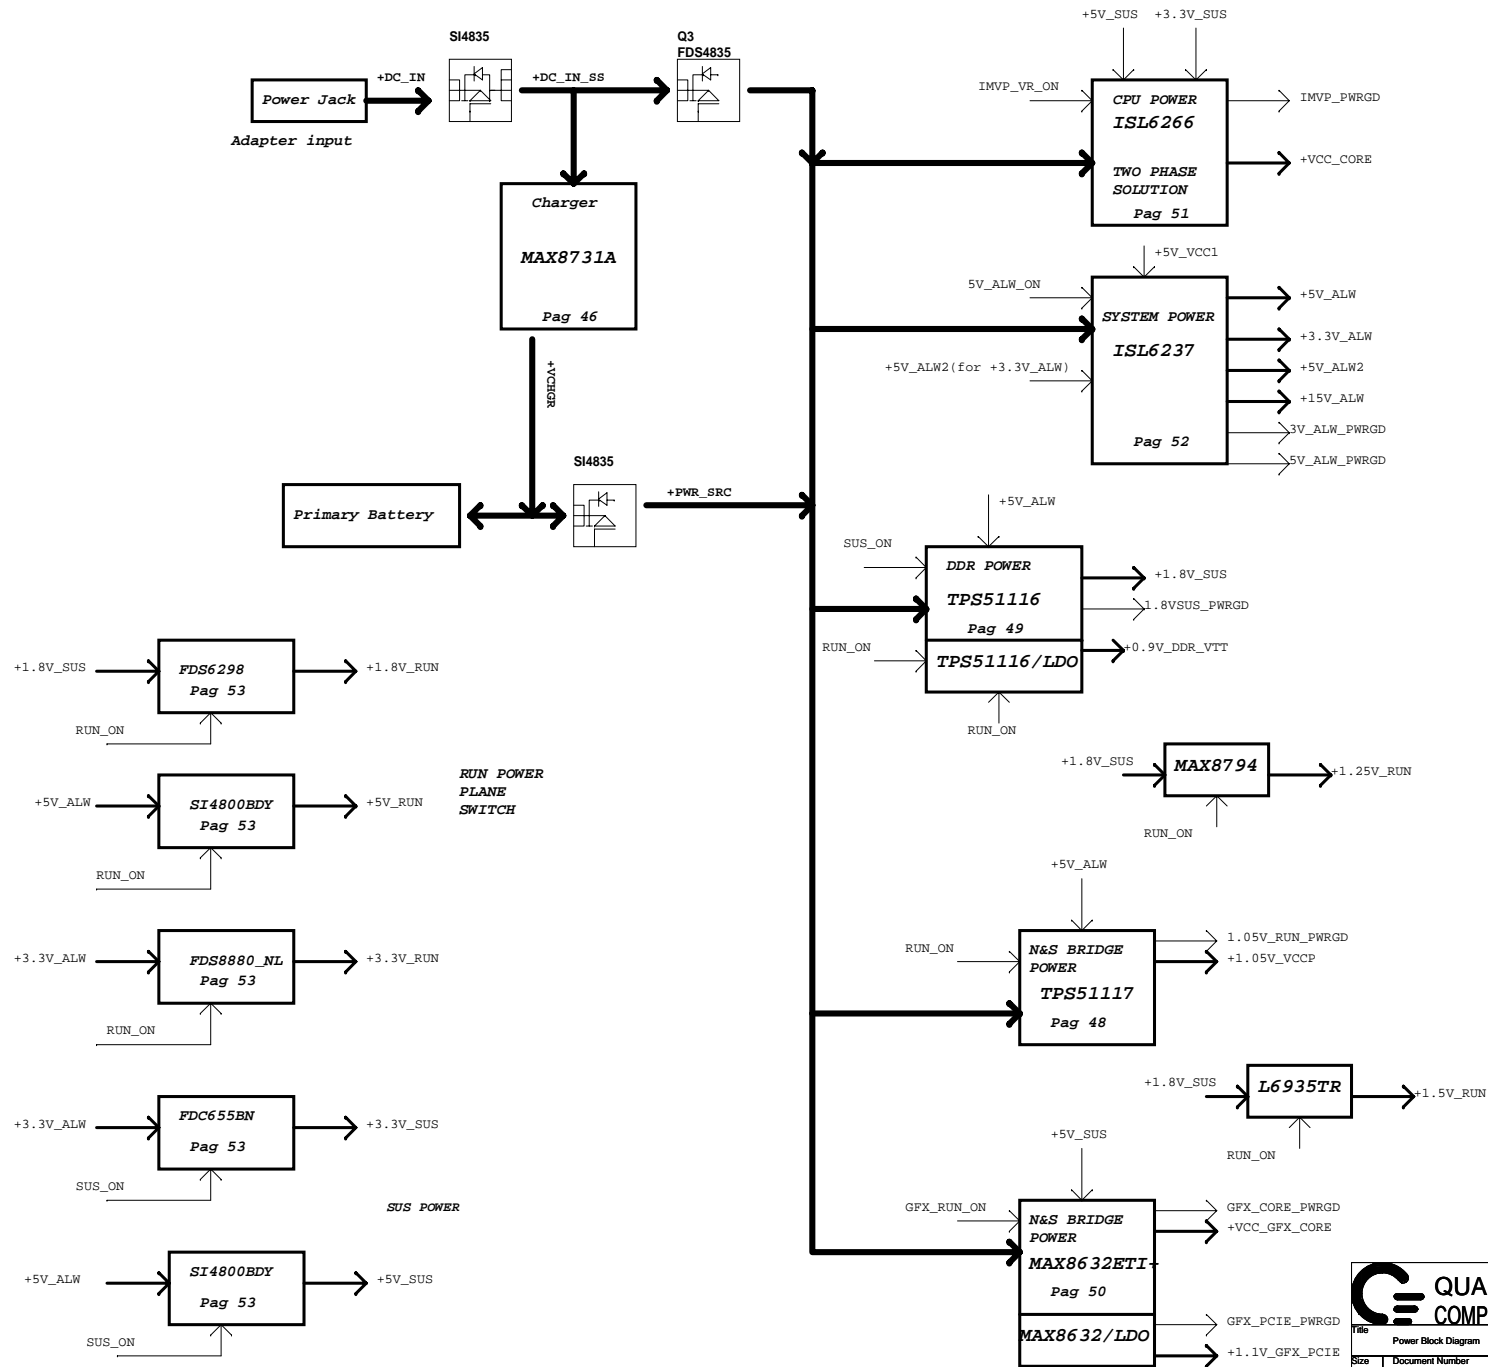 SI4835
Power Jack
Adapter input
+DC_IN
+DC_IN_SS
Q3
FDS4835
Charger
MAX8731A
Pag 46
+VCHGR
Primary Battery
SI4835
+PWR_SRC
+5V_SUS
+3.3V_SUS
IMVP_VR_ON
CPU POWER
ISL6266
TWO PHASE
SOLUTION
Pag 51
IMVP_PWRGD
+VCC_CORE
+5V_VCC1
5V_ALW_ON
+5V_ALW2(for +3.3V_ALW)
SYSTEM POWER
ISL6237
Pag 52
+5V_ALW
+3.3V_ALW
+5V_ALW2
+15V_ALW
3V_ALW_PWRGD
5V_ALW_PWRGD
+5V_ALW
SUS_ON
DDR POWER
TPS51116
Pag 49
RUN_ON
TPS51116/LDO
RUN_ON
+1.8V_SUS
1.8VSUS_PWRGD
+0.9V_DDR_VTT
+1.8V_SUS
MAX8794
+1.25V_RUN
RUN_ON
+5V_ALW
RUN_ON
N&S BRIDGE
POWER
TPS51117
Pag 48
1.05V_RUN_PWRGD
+1.05V_VCCP
+1.8V_SUS
L6935TR
+1.5V_RUN
RUN_ON
+5V_SUS
GFX_RUN_ON
N&S BRIDGE
POWER
MAX8632ETI+
Pag 50
MAX8632/LDO
GFX_CORE_PWRGD
+VCC_GFX_CORE
GFX_PCIE_PWRGD
+1.1V_GFX_PCIE
+1.8V_SUS
FDS6298
Pag 53
+1.8V_RUN
RUN_ON
RUN POWER
PLANE
SWITCH
+5V_ALW
SI4800BDY
Pag 53
+5V_RUN
RUN_ON
+3.3V_ALW
FDS8880_NL
Pag 53
+3.3V_RUN
RUN_ON
+3.3V_ALW
FDC655BN
Pag 53
+3.3V_SUS
SUS_ON
SUS POWER
+5V_ALW
SI4800BDY
Pag 53
+5V_SUS
SUS_ON
QUA
COMP
Title
Power Block Diagram
Size
Document Number